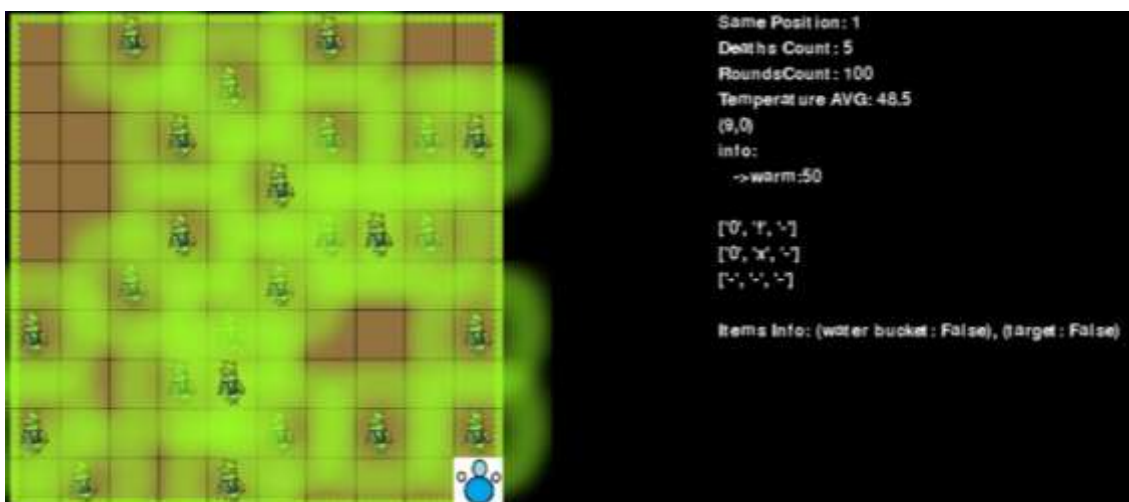 Same Position: 1
Deaths Count: 5
RoundsCount: 100
Temperature AVG: 48.5
(9,0)
info:
->warm:50
['0', 'f', '-']
['0', 'x', '-']
['-', '-', '-']
Items Info: (water bucket: False), (target: False)